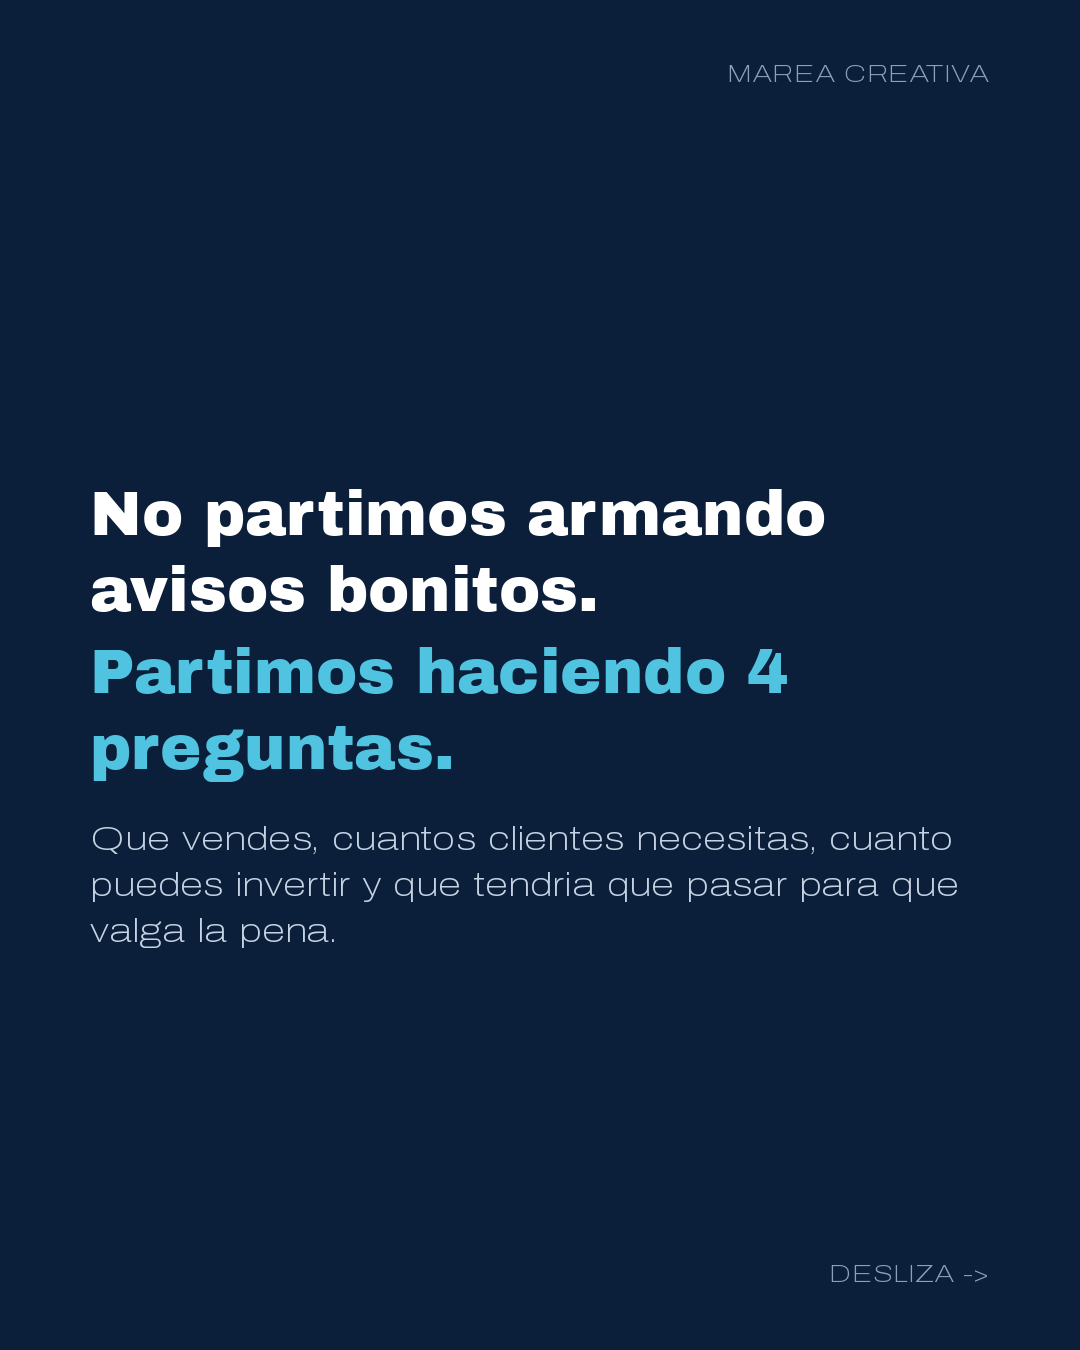 MAREA CREATIVA
No partimos armando
avisos bonitos.
Partimos haciendo 4
preguntas.
Que vendes, cuantos clientes necesitas, cuanto
puedes invertir y que tendria que pasar para que
valga la pena.
DESLIZA ->